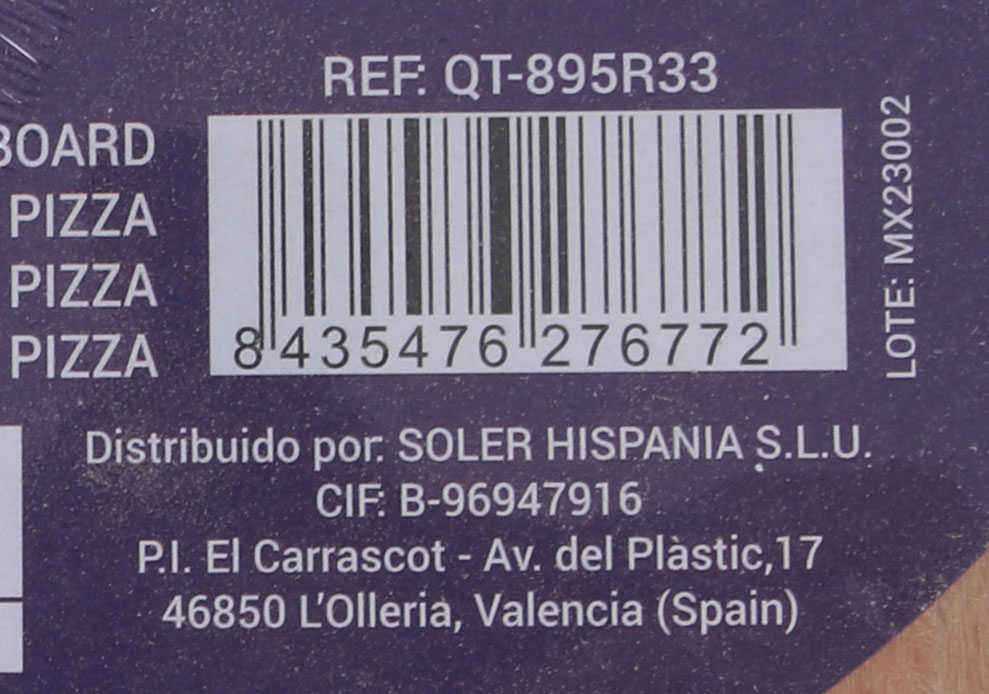 REF: QT-895R33
BOARD
PIZZA
PIZZA
PIZZA
8 435476 276772
LOTE: MX23002
Distribuido por: SOLER HISPANIA S.L.U.
CIF: B-96947916
P.I. El Carrascot - Av. del Plàstic,17
46850 L'Olleria, Valencia (Spain)